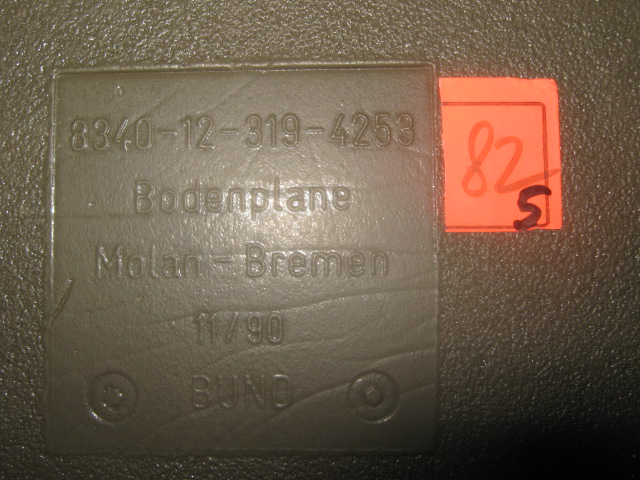 8340-12-319-4253
Bodenplane
Molan-Bremen
11/90
BUND
82
5